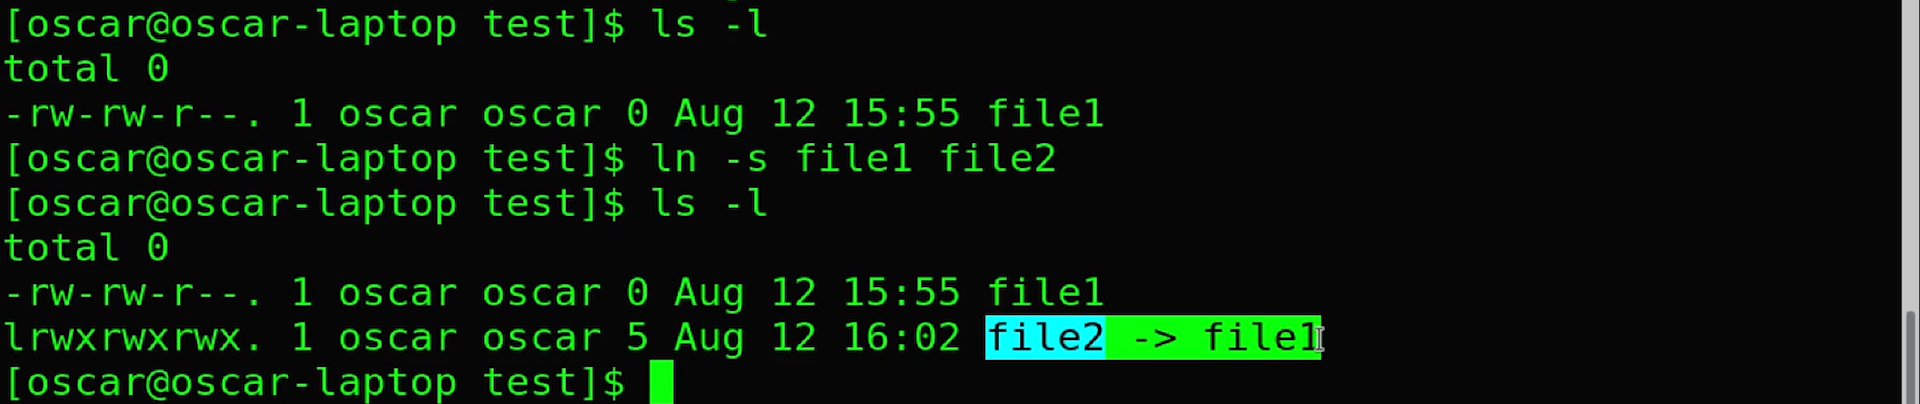 [oscar@oscar-laptop test]$ ls -l
total 0
-rw-rw-r--. 1 oscar oscar 0 Aug 12 15:55 file1
[oscar@oscar-laptop test]$ ln -s file1 file2
[oscar@oscar-laptop test]$ ls -l
total 0
-rw-rw-r--. 1 oscar oscar 0 Aug 12 15:55 file1
lrwxrwxrwx. 1 oscar oscar 5 Aug 12 16:02 file2 -> file1
[oscar@oscar-laptop test]$